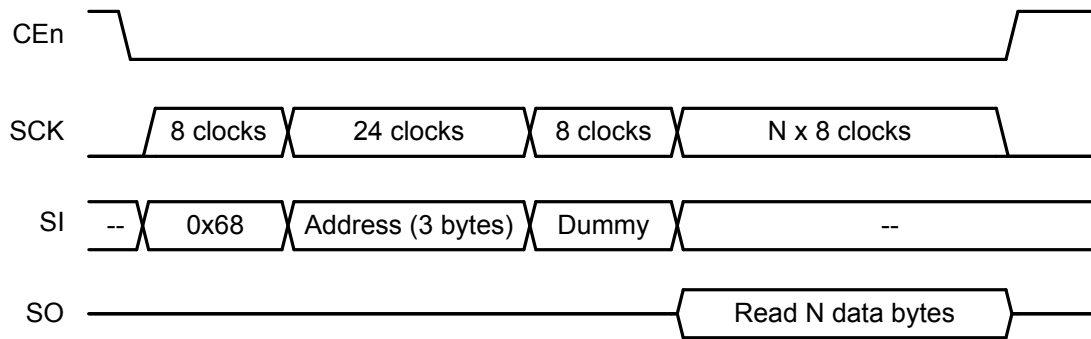 CEn
SCK 8 clocks 24 clocks 8 clocks N x 8 clocks
SI -- 0x68 Address (3 bytes) Dummy --
SO Read N data bytes